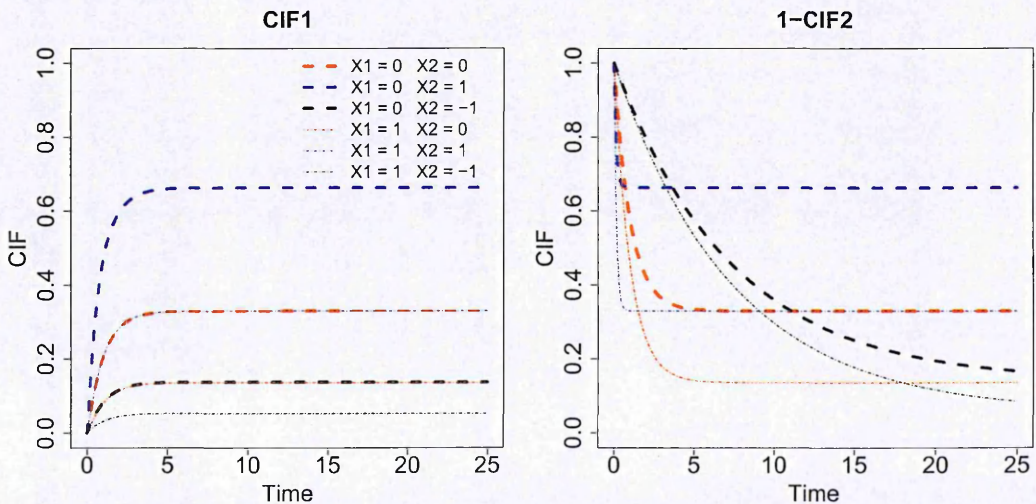 CIF1
CIF
1.0
0.8
0.6
0.4
0.2
0.0
X1 = 0 X2 = 0
X1 = 0 X2 = 1
X1 = 0 X2 = −1
X1 = 1 X2 = 0
X1 = 1 X2 = 1
X1 = 1 X2 = −1
0 5 10 15 20 25
Time
1−CIF2
CIF
1.0
0.8
0.6
0.4
0.2
0.0
0 5 10 15 20 25
Time